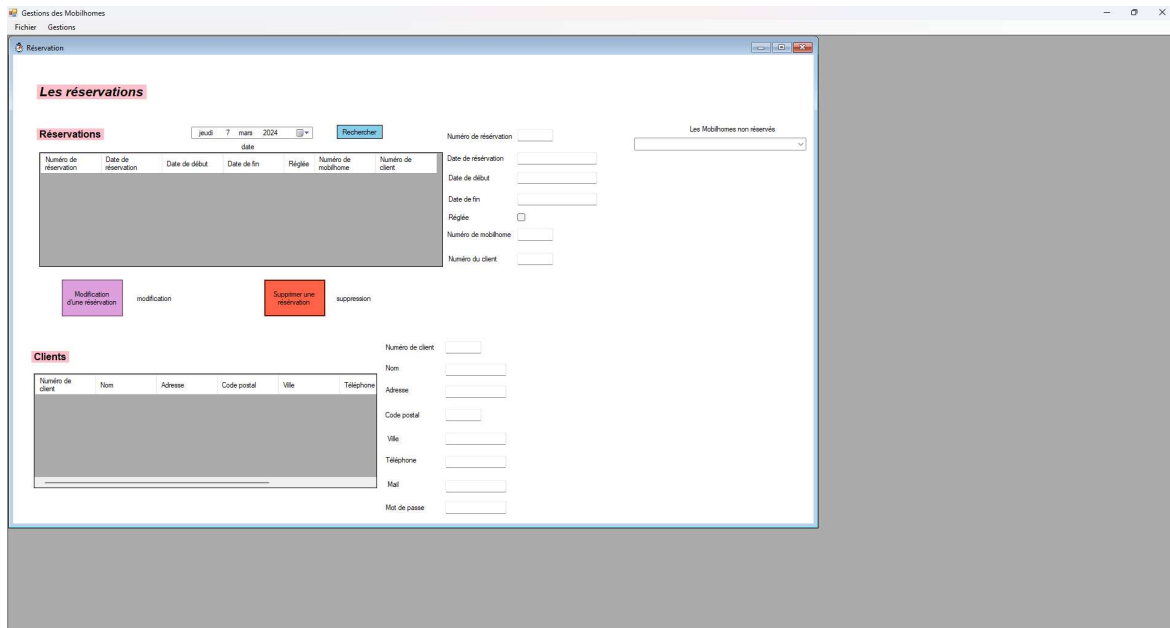 Gestions des Mobilhomes
Fichier Gestions
Réservation
Les réservations
Réservations
jeudi 7 mars 2024
Rechercher
date
Numéro de réservation
Date de réservation
Date de début
Date de fin
Réglée
Numéro de mobilhome
Numéro de client
Numéro de résérvation
Date de résérvation
Date de début
Date de fin
Réglée
Numéro de mobilhome
Numéro du client
Les Mobilhomes non réservés
Modification
d'une résérvation
modification
Supprimer une
résérvation
suppression
Clients
Numéro de client
Nom
Adresse
Code postal
Ville
Téléphone
Numéro de client
Nom
Adresse
Code postal
Ville
Téléphone
Mail
Mot de passe